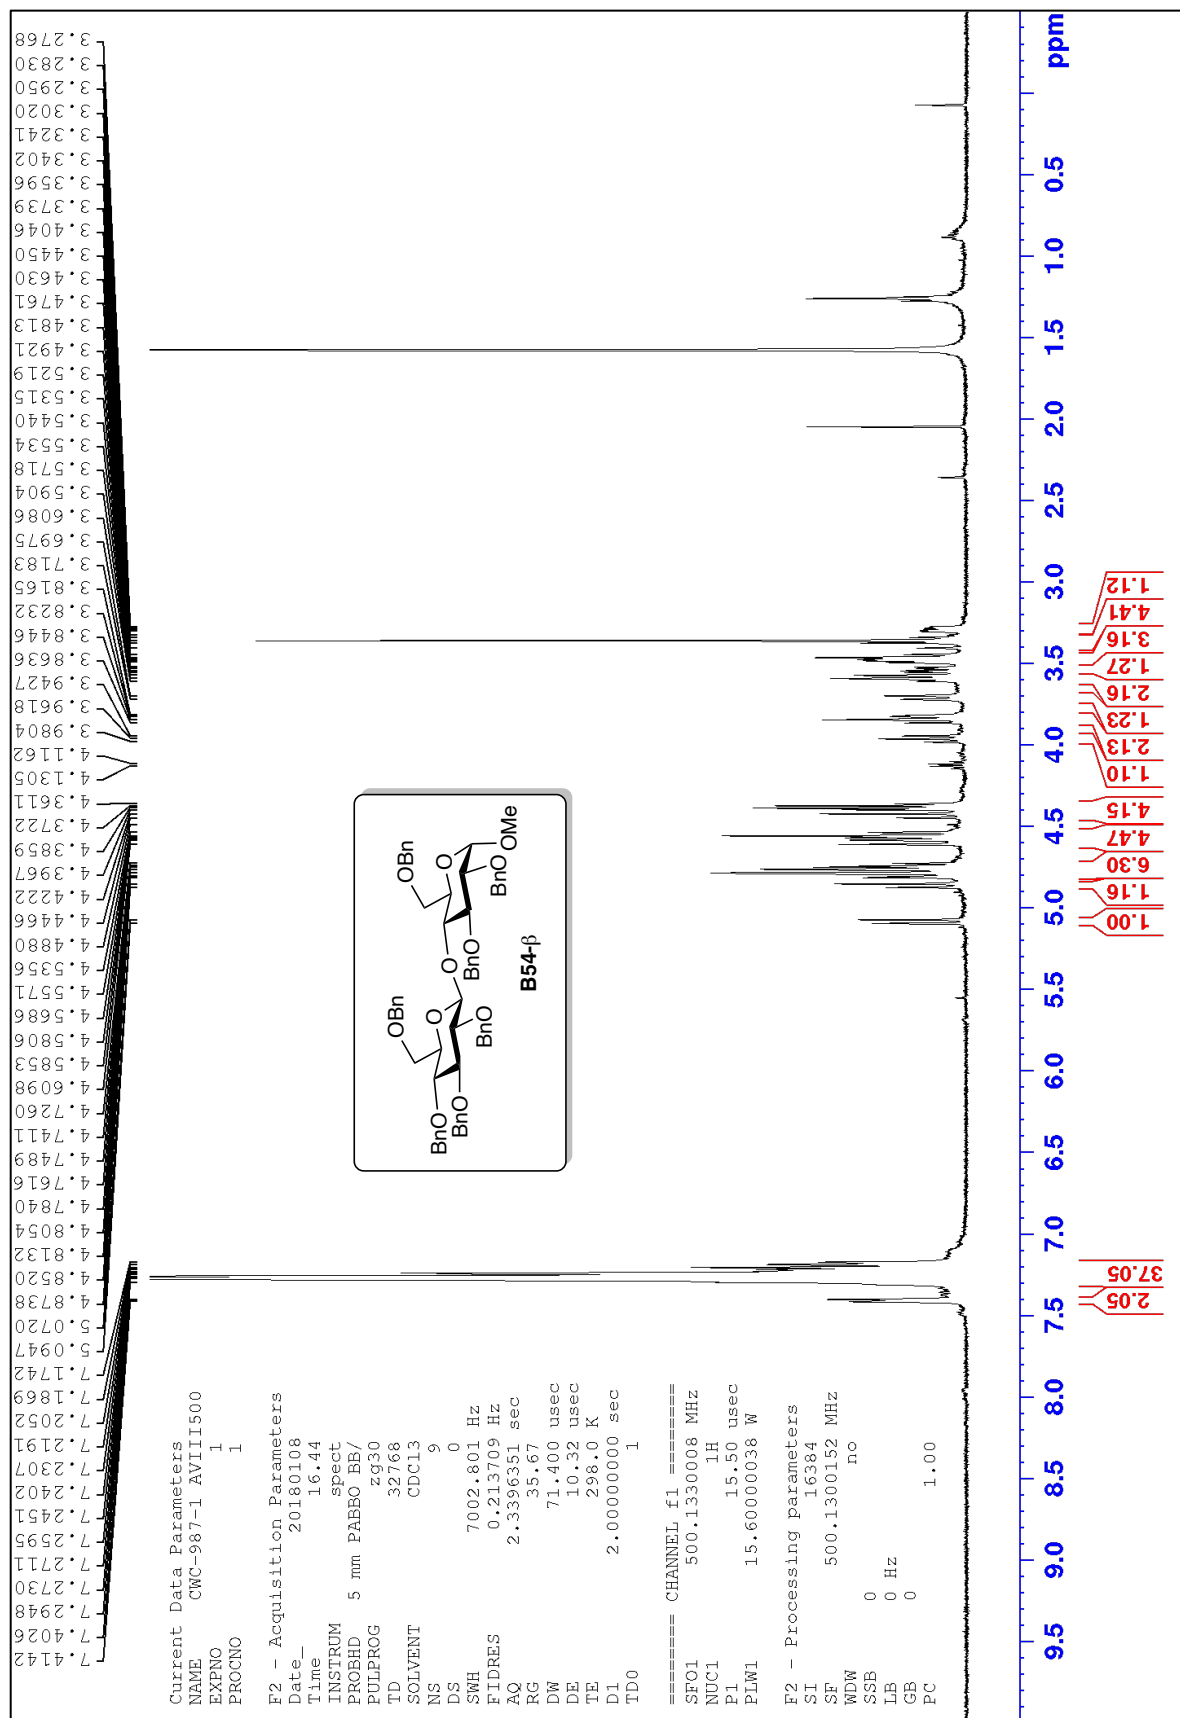 7.4142
7.4026
7.2948
7.2730
7.2711
7.2595
7.2451
7.2402
7.2307
7.2191
7.2052
7.1869
7.1742
5.0947
5.0720
4.8738
4.8520
4.8132
4.8054
4.7840
4.7616
4.7489
4.7411
4.7260
4.6098
4.5853
4.5806
4.5686
4.5571
4.5356
4.4880
4.4466
4.4222
4.3967
4.3859
4.3722
4.3611
4.1305
4.1162
3.9804
3.9618
3.9427
3.8636
3.8446
3.8232
3.8165
3.7183
3.6975
3.6086
3.5904
3.5718
3.5534
3.5440
3.5315
3.5219
3.4921
3.4813
3.4761
3.4630
3.4450
3.4046
3.3739
3.3596
3.3402
3.3241
3.3020
3.2950
3.2830
3.2768
Current Data Parameters
NAME CWC-987-1 AVIII500
EXPNO 1
PROCNO 1
F2 - Acquisition Parameters
Date_ 20180108
Time 16.44
INSTRUM spect
PROBHD 5 mm PABBO BB/
PULPROG zg30
TD 32768
SOLVENT CDCl3
NS 9
DS 0
SWH 7002.801 Hz
FIDRES 0.213709 Hz
AQ 2.3396351 sec
RG 35.67
DW 71.400 usec
DE 10.32 usec
TE 298.0 K
D1 2.00000000 sec
TD0 1
======== CHANNEL f1 ========
SFO1 500.1330008 MHz
NUC1 1H
P1 15.50 usec
PLW1 15.60000038 W
F2 - Processing parameters
SI 16384
SF 500.1300152 MHz
WDW no
SSB 0
LB 0 Hz
GB 0
PC 1.00
OBn
OBn
O
O
BnO
O
BnO
BnO
BnO
BnO
OMe
B54-β
9.5 9.0 8.5 8.0 7.5 7.0 6.5 6.0 5.5 5.0 4.5 4.0 3.5 3.0 2.5 2.0 1.5 1.0 0.5 ppm
2.05
37.05
1.00
1.16
6.30
4.47
4.15
1.10
2.13
1.23
2.16
1.27
3.16
4.41
1.12